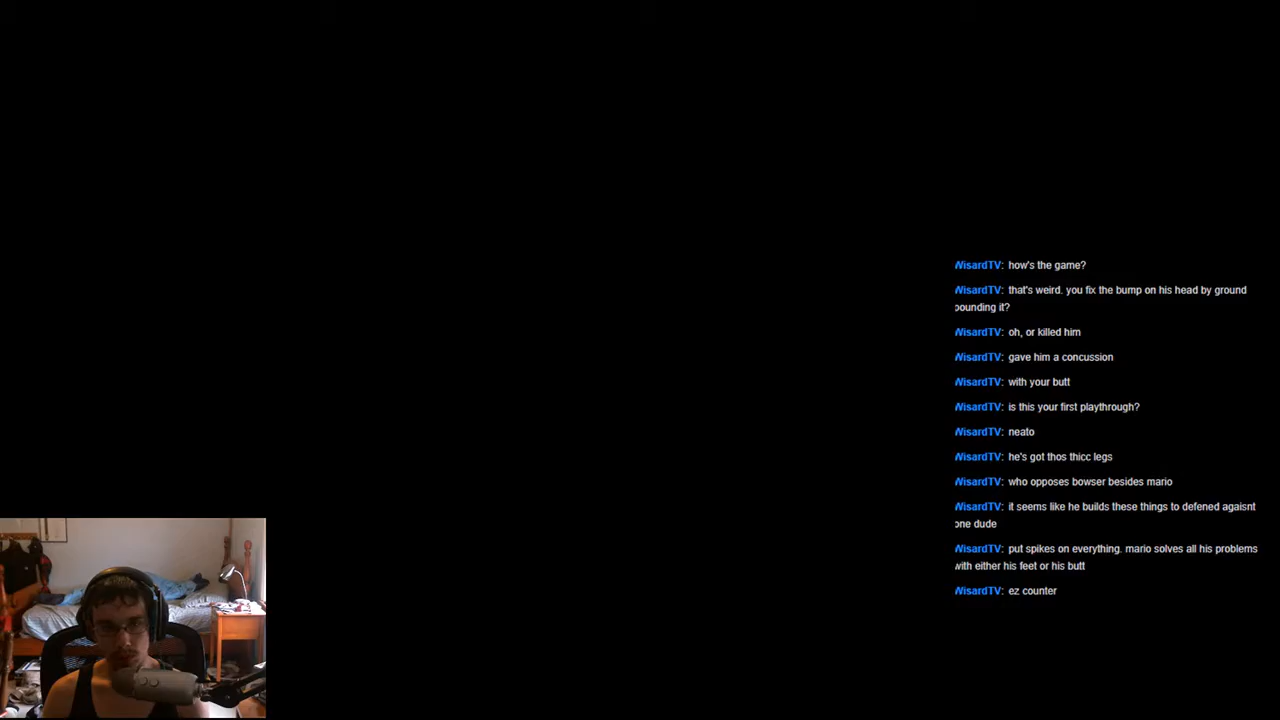 WisardTV: how's the game?
WisardTV: that's weird. you fix the bump on his head by ground
pounding it?
WisardTV: oh, or killed him
WisardTV: gave him a concussion
WisardTV: with your butt
WisardTV: is this your first playthrough?
WisardTV: neato
WisardTV: he's got thos thicc legs
WisardTV: who opposes bowser besides mario
WisardTV: it seems like he builds these things to defened agaisnt
one dude
WisardTV: put spikes on everything. mario solves all his problems
with either his feet or his butt
WisardTV: ez counter